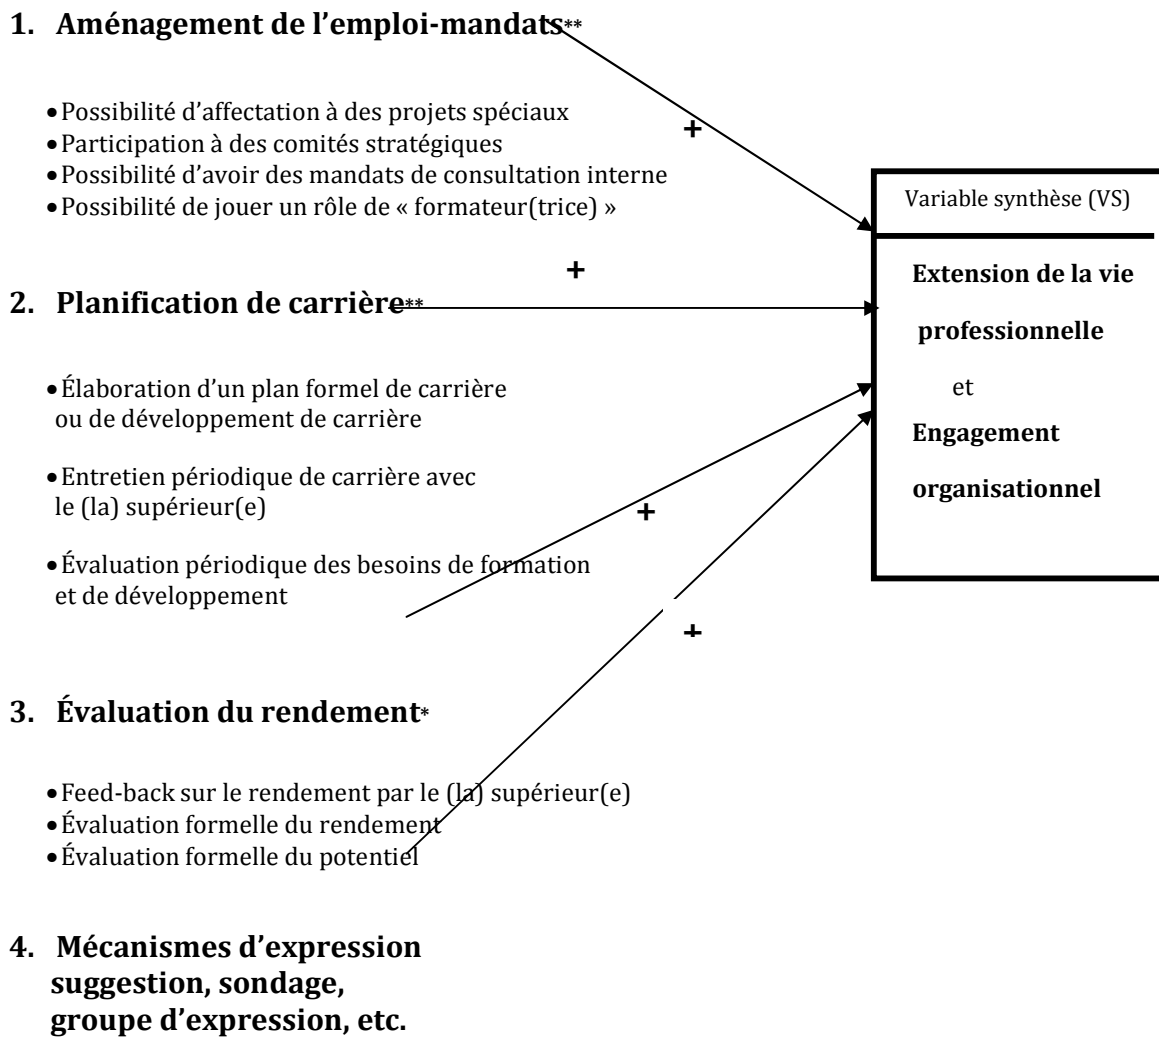 1. Aménagement de l’emploi-mandats**
• Possibilité d’affectation à des projets spéciaux
• Participation à des comités stratégiques
• Possibilité d’avoir des mandats de consultation interne
• Possibilité de jouer un rôle de « formateur(trice) »
+
+
2. Planification de carrière**
• Élaboration d’un plan formel de carrière
ou de développement de carrière
• Entretien périodique de carrière avec
le (la) supérieur(e)
+
• Évaluation périodique des besoins de formation
et de développement
+
3. Évaluation du rendement*
• Feed-back sur le rendement par le (la) supérieur(e)
• Évaluation formelle du rendement
• Évaluation formelle du potentiel
4. Mécanismes d’expression
suggestion, sondage,
groupe d’expression, etc.
Variable synthèse (VS)
Extension de la vie
professionnelle
et
Engagement
organisationnel